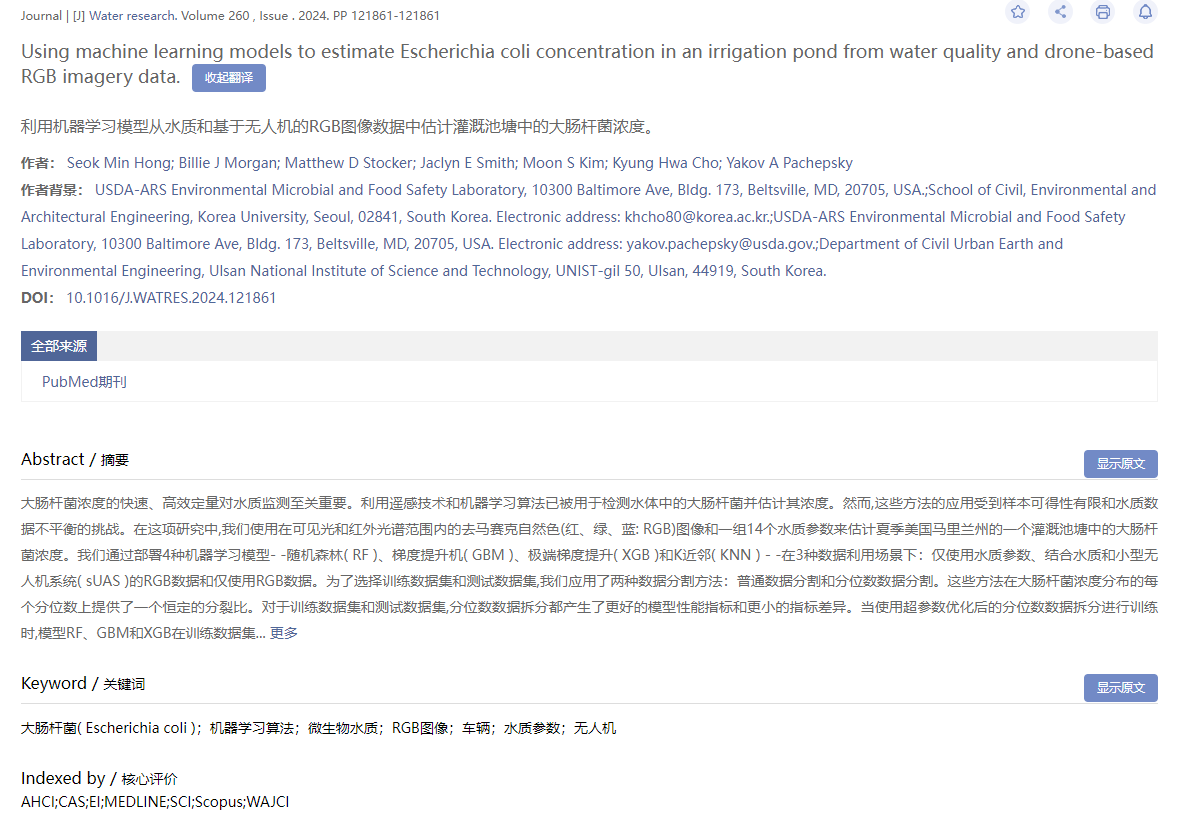 Journal | [J] Water research. Volume 260 , Issue . 2024. PP 121861-121861
Using machine learning models to estimate Escherichia coli concentration in an irrigation pond from water quality and drone-based
RGB imagery data. 收起翻译
利用机器学习模型从水质和基于无人机的RGB图像数据中估计灌溉池塘中的大肠杆菌浓度。
作者： Seok Min Hong; Billie J Morgan; Matthew D Stocker; Jaclyn E Smith; Moon S Kim; Kyung Hwa Cho; Yakov A Pachepsky
作者背景： USDA-ARS Environmental Microbial and Food Safety Laboratory, 10300 Baltimore Ave, Bldg. 173, Beltsville, MD, 20705, USA.;School of Civil, Environmental and
Architectural Engineering, Korea University, Seoul, 02841, South Korea. Electronic address: khcho80@korea.ac.kr.;USDA-ARS Environmental Microbial and Food Safety
Laboratory, 10300 Baltimore Ave, Bldg. 173, Beltsville, MD, 20705, USA. Electronic address: yakov.pachepsky@usda.gov.;Department of Civil Urban Earth and
Environmental Engineering, Ulsan National Institute of Science and Technology, UNIST-gil 50, Ulsan, 44919, South Korea.
DOI： 10.1016/J.WATRES.2024.121861
全部来源
PubMed期刊
Abstract / 摘要
显示原文
大肠杆菌浓度的快速、高效定量对水质监测至关重要。利用遥感技术和机器学习算法已被用于检测水体中的大肠杆菌并估计其浓度。然而,这些方法的应用受到样本可得性有限和水质数
据不平衡的挑战。在这项研究中,我们使用在可见光和红外光谱范围内的去马赛克自然色(红、绿、蓝: RGB)图像和一组14个水质参数来估计夏季美国马里兰州的一个灌溉池塘中的大肠杆
菌浓度。我们通过部署4种机器学习模型- -随机森林( RF )、梯度提升机( GBM )、极端梯度提升( XGB )和K近邻( KNN ) - -在3种数据利用场景下：仅使用水质参数、结合水质和小型无
人机系统( sUAS )的RGB数据和仅使用RGB数据。为了选择训练数据集和测试数据集,我们应用了两种数据分割方法：普通数据分割和分位数数据分割。这些方法在大肠杆菌浓度分布的每
个分位数上提供了一个恒定的分裂比。对于训练数据集和测试数据集,分位数数据拆分都产生了更好的模型性能指标和更小的指标差异。当使用超参数优化后的分位数数据拆分进行训练
时,模型RF、GBM和XGB在训练数据集... 更多
Keyword / 关键词
显示原文
大肠杆菌( Escherichia coli )；机器学习算法；微生物水质；RGB图像；车辆；水质参数；无人机
Indexed by / 核心评价
AHCI;CAS;EI;MEDLINE;SCI;Scopus;WAJCI